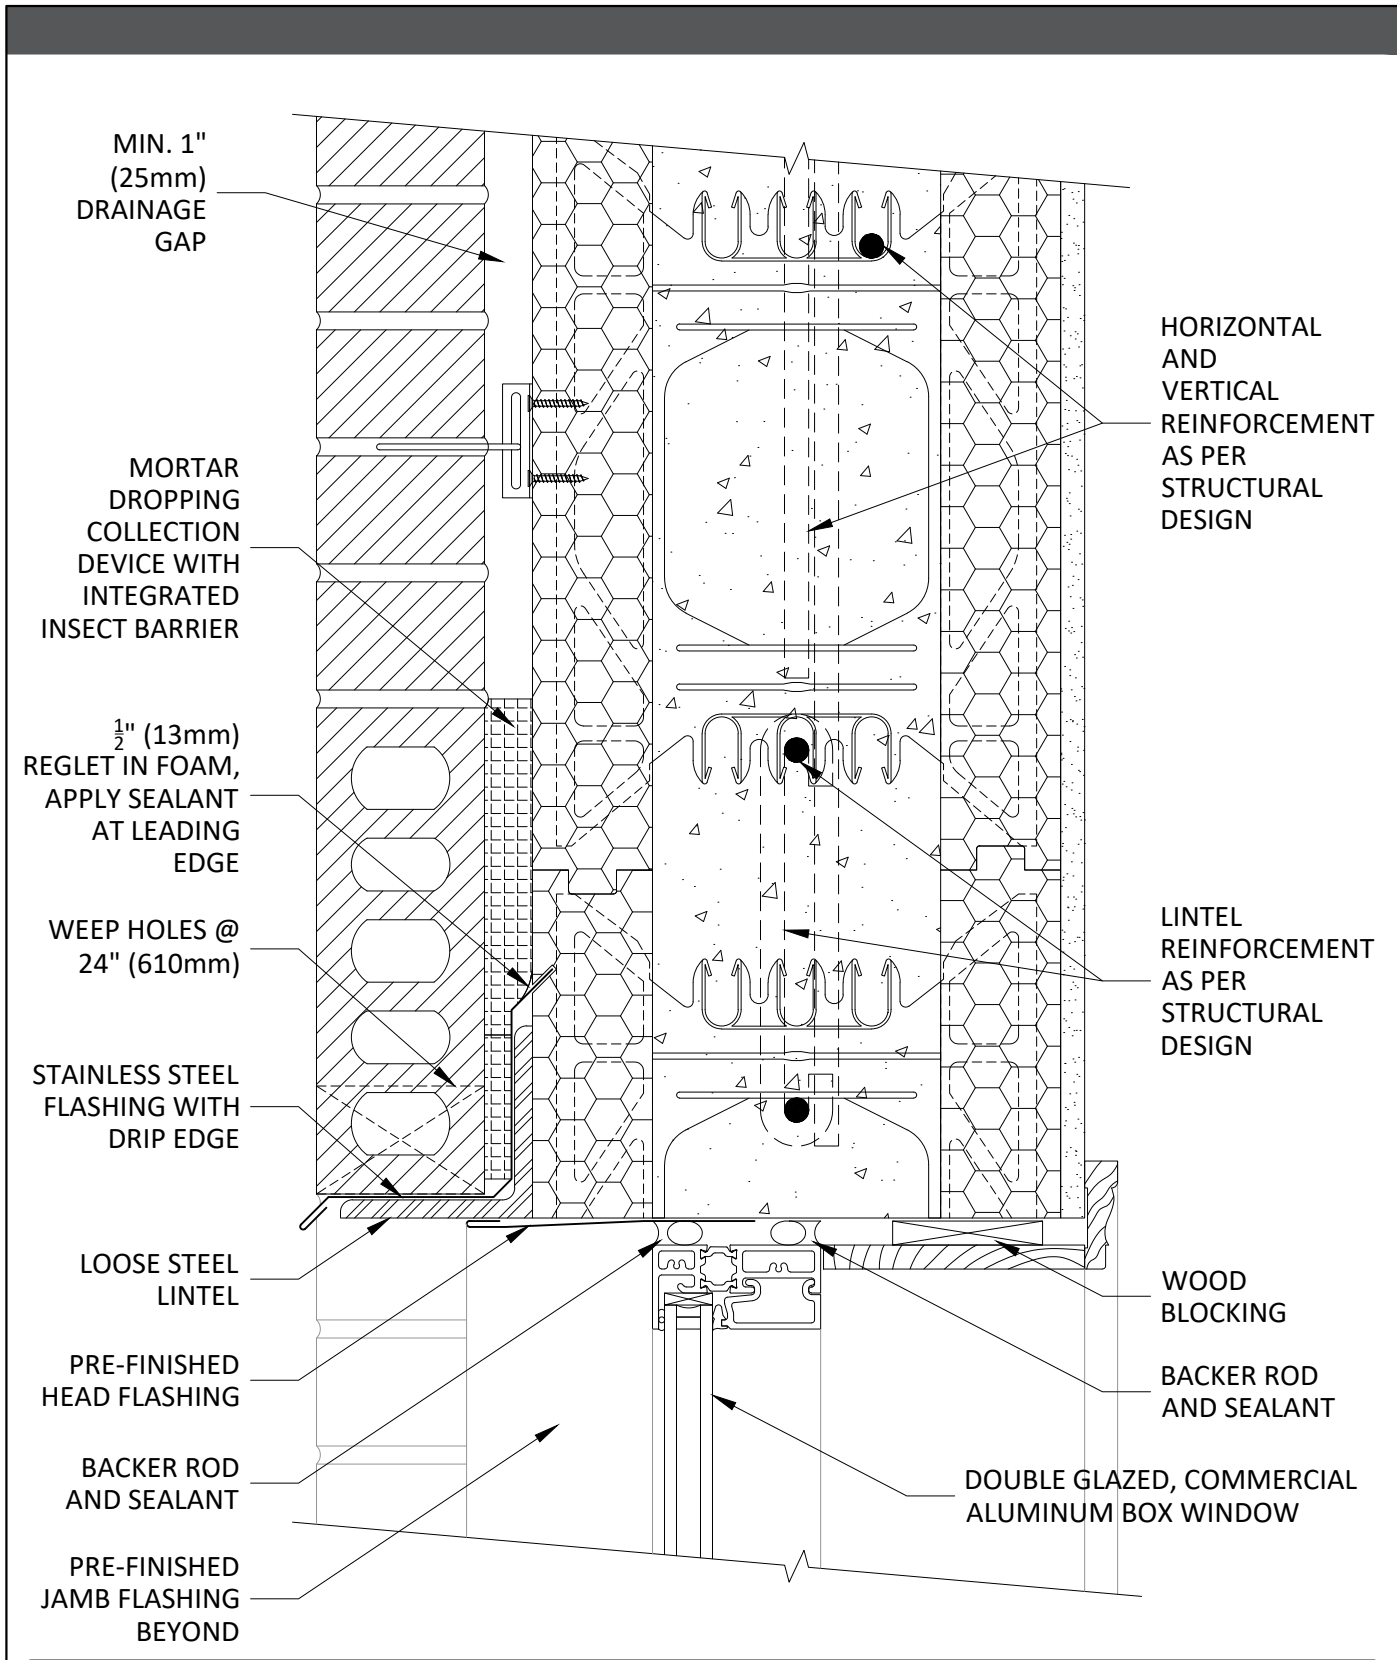 MIN. 1"
(25mm)
DRAINAGE
GAP
MORTAR
DROPPING
COLLECTION
DEVICE WITH
INTEGRATED
INSECT BARRIER
½" (13mm)
REGLET IN FOAM,
APPLY SEALANT
AT LEADING
EDGE
WEEP HOLES @
24" (610mm)
STAINLESS STEEL
FLASHING WITH
DRIP EDGE
LOOSE STEEL
LINTEL
PRE-FINISHED
HEAD FLASHING
BACKER ROD
AND SEALANT
PRE-FINISHED
JAMB FLASHING
BEYOND
HORIZONTAL
AND
VERTICAL
REINFORCEMENT
AS PER
STRUCTURAL
DESIGN
LINTEL
REINFORCEMENT
AS PER
STRUCTURAL
DESIGN
WOOD
BLOCKING
BACKER ROD
AND SEALANT
DOUBLE GLAZED, COMMERCIAL
ALUMINUM BOX WINDOW